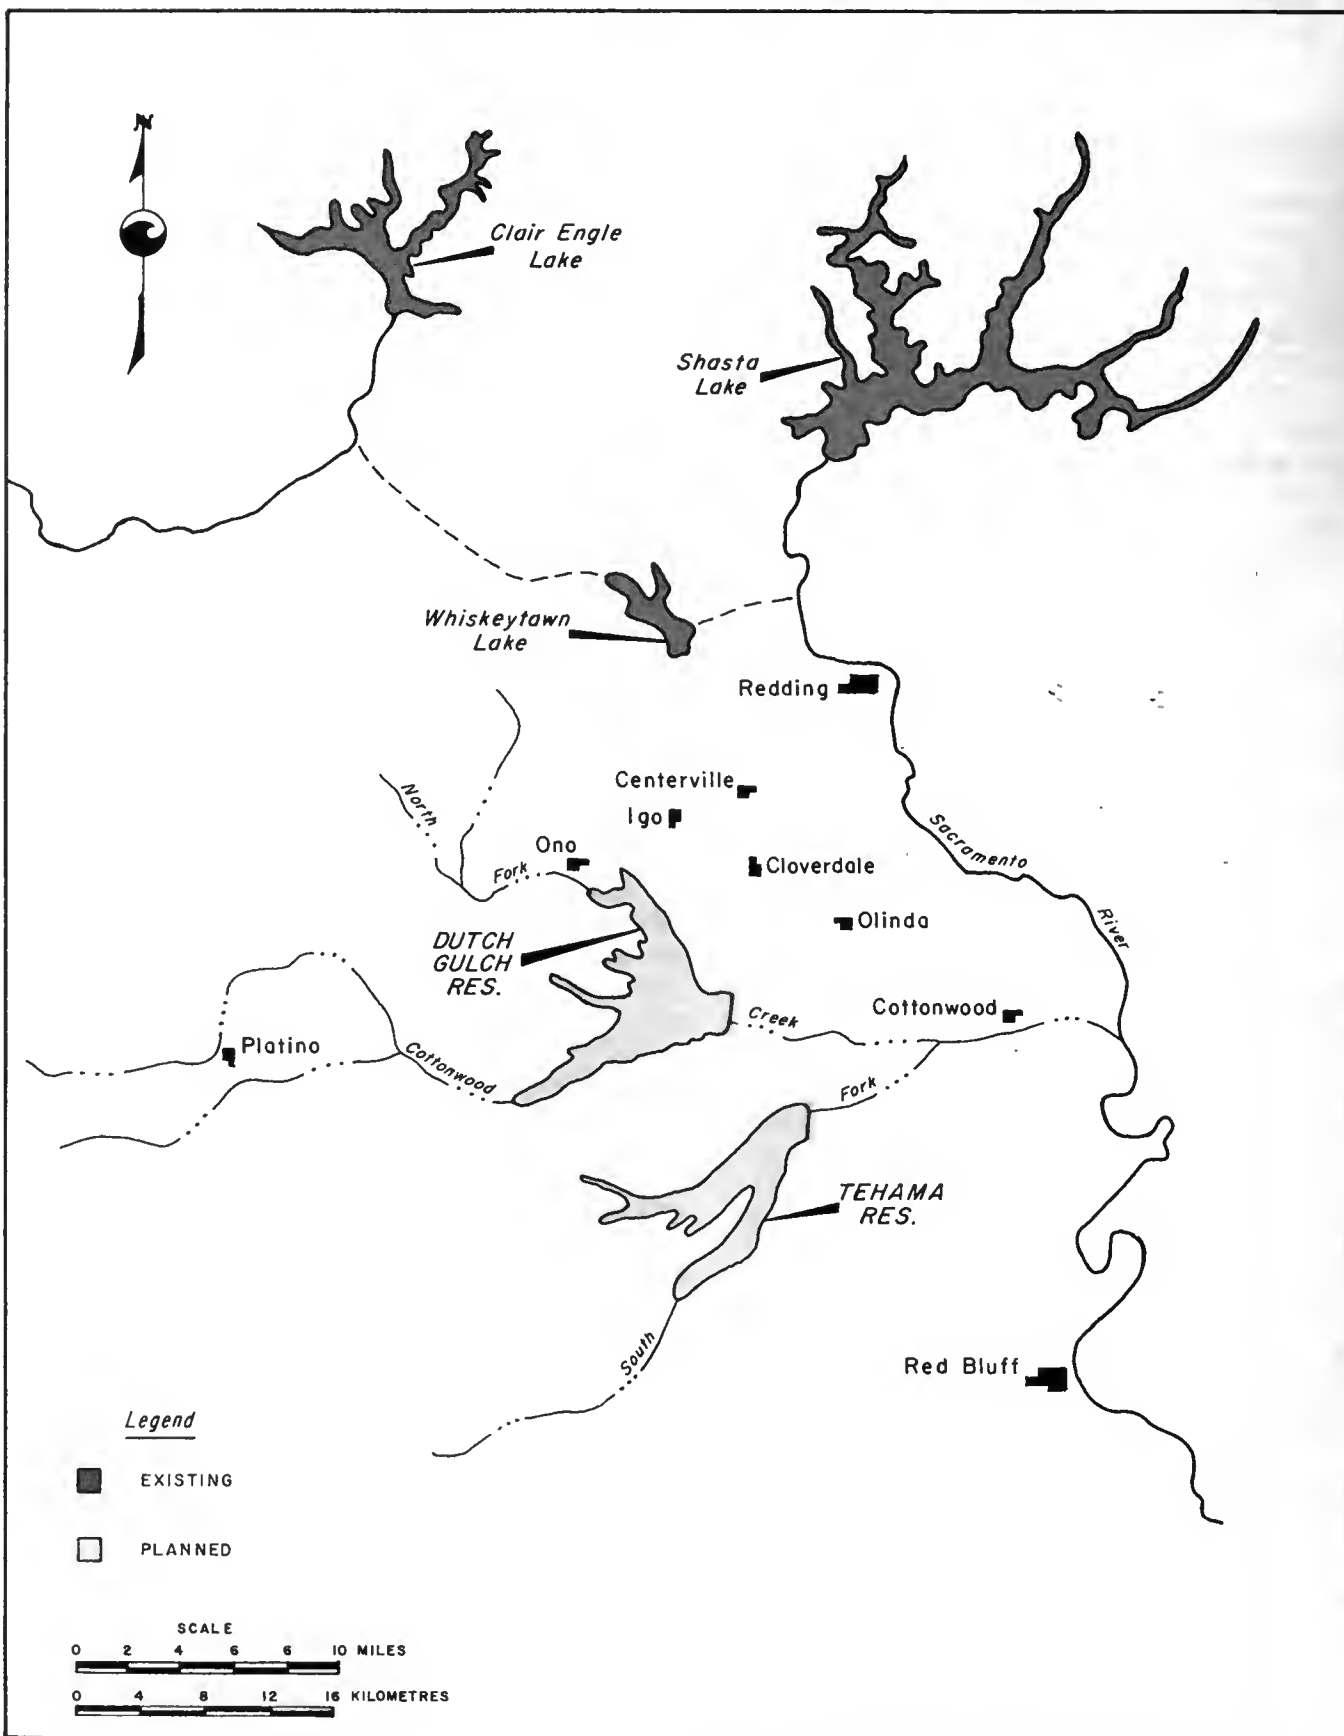 N
Clair Engle
Lake
Shasta
Lake
Whiskeytown
Lake
Redding
Centerville
Igo
North
Ono
Fork
Cloverdale
Sacramento
River
Olinda
DUTCH
GULCH
RES.
Creek
Cottonwood
Platino
Cottonwood
Fork
TEHAMA
RES.
South
Red Bluff
Legend
EXISTING
PLANNED
SCALE
0 2 4 6 6 10 MILES
0 4 8 12 16 KILOMETRES